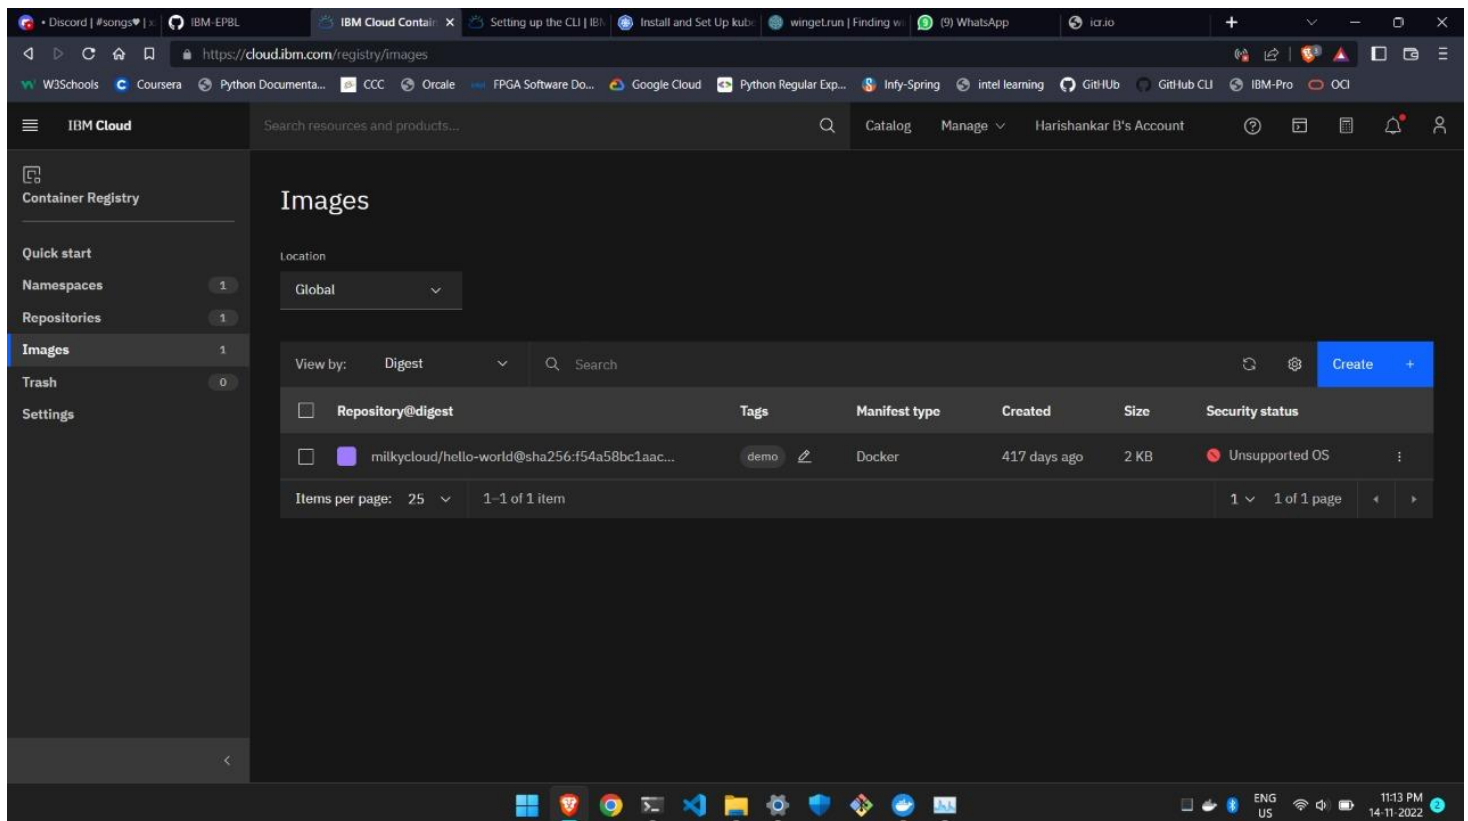 • Discord | #songs♥ | x IBM-EPBL IBM Cloud Contain Setting up the CLI | IBM Install and Set Up kube winget.run | Finding wi (9) WhatsApp icr.io
https://cloud.ibm.com/registry/images
W3Schools Coursera Python Documenta... CCC Orcale FPGA Software Do... Google Cloud Python Regular Exp... Infy-Spring intel learning GitHUb GitHub CLI IBM-Pro OCI
IBM Cloud Search resources and products... Catalog Manage Harishankar B's Account
Container Registry
Images
Quick start
Location
Namespaces 1
Global
Repositories 1
Images 1
View by: Digest Search Create +
Trash 0
Repository@digest Tags Manifest type Created Size Security status
Settings
milkycloud/hello-world@sha256:f54a58bc1aac... demo Docker 417 days ago 2 KB Unsupported OS
Items per page: 25 1–1 of 1 item 1 1 of 1 page
ENG 11:13 PM
US 14-11-2022 2